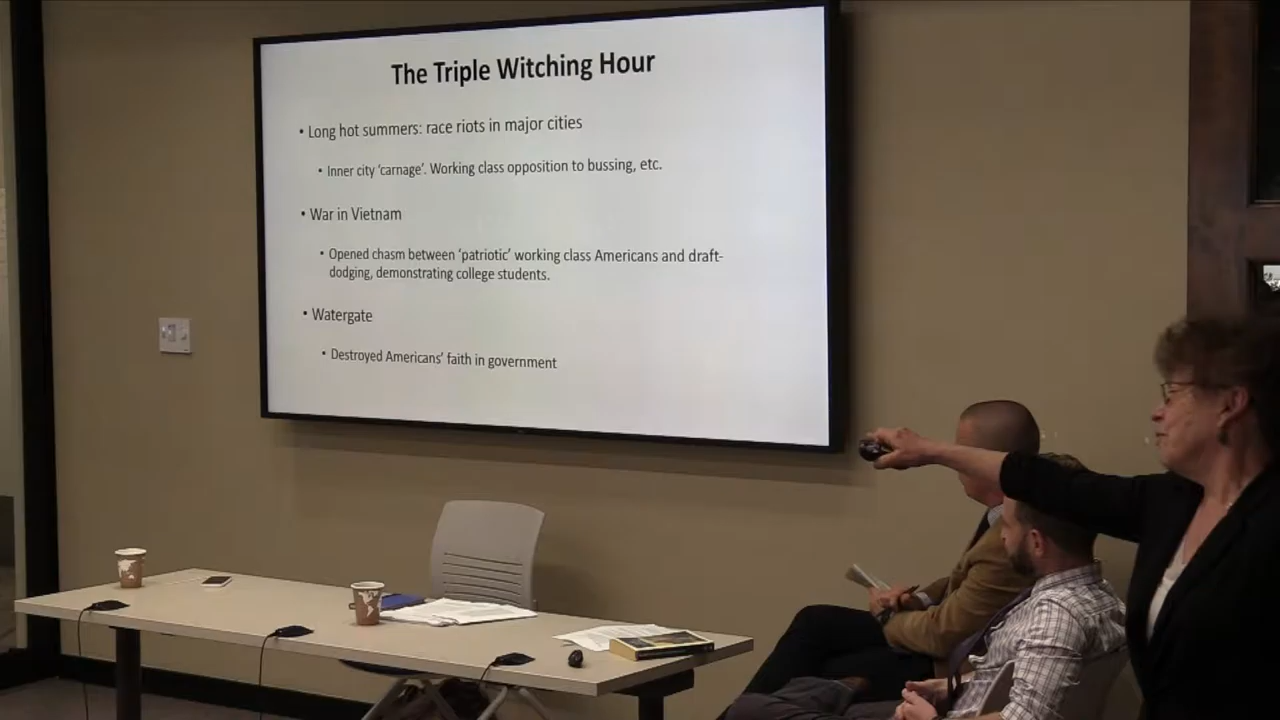 The Triple Witching Hour
• Long hot summers: race riots in major cities
• Inner city 'carnage'. Working class opposition to bussing, etc.
• War in Vietnam
• Opened chasm between 'patriotic' working class Americans and draft-
dodging, demonstrating college students.
• Watergate
• Destroyed Americans' faith in government